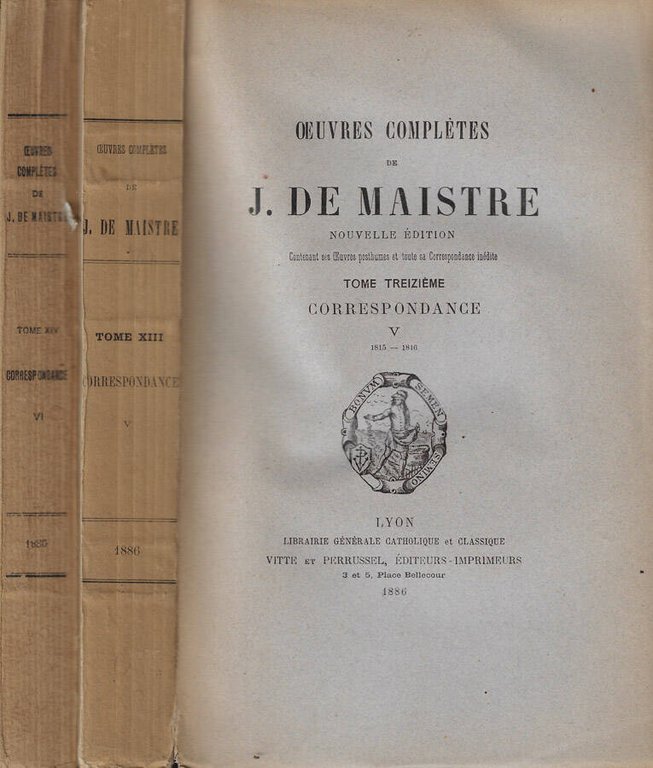 ŒUVRES
COMPLÈTES
DE
J. DE MAISTRE
TOME XIV
CORRESPONDANCE
VI
1886
ŒUVRES COMPLÈTES
DE
J. DE MAISTRE
TOME XIII
CORRESPONDANCE
V
1886
ŒUVRES COMPLÈTES
DE
J. DE MAISTRE
NOUVELLE ÉDITION
Contenant ses Œuvres posthumes et toute sa Correspondance inédite
TOME TREIZIÈME
CORRESPONDANCE
V
1815 — 1816
BONVM SEMEN SEMINO
LYON
LIBRAIRIE GÉNÉRALE CATHOLIQUE et CLASSIQUE
VITTE ET PERRUSSEL, ÉDITEURS-IMPRIMEURS
3 et 5, Place Bellecour
1886